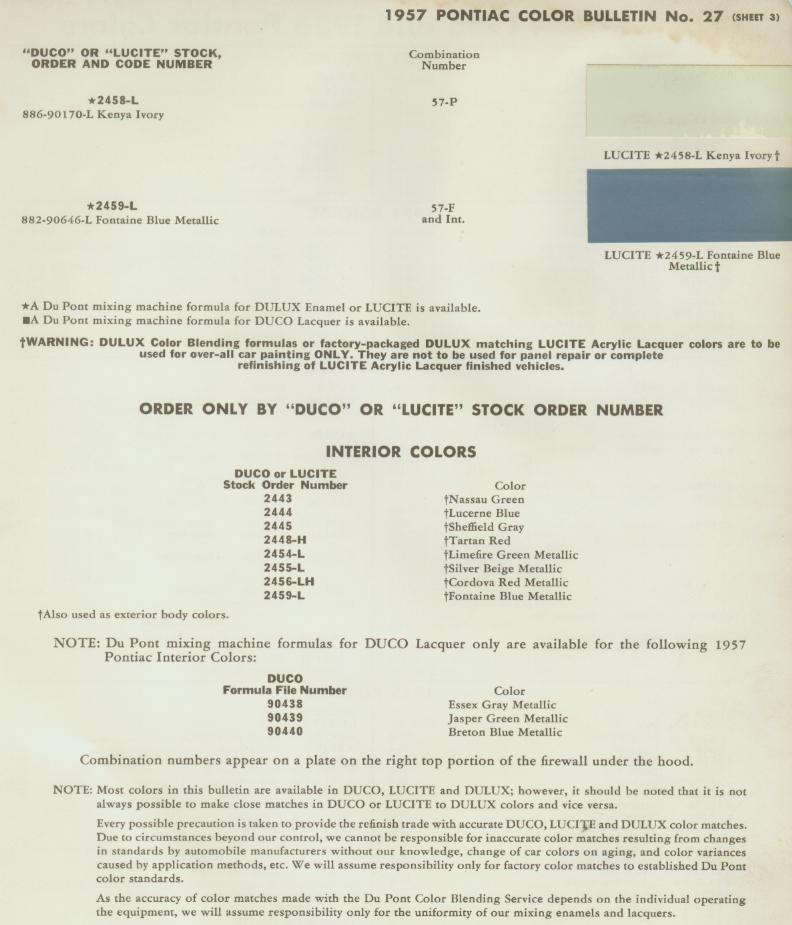 1957 PONTIAC COLOR BULLETIN No. 27 (SHEET 3)
“DUCO” OR “LUCITE” STOCK,
ORDER AND CODE NUMBER
Combination
Number
★2458-L
886-90170-L Kenya Ivory
57-P
LUCITE ★2458-L Kenya Ivory†
★2459-L
882-90646-L Fontaine Blue Metallic
57-F
and Int.
LUCITE ★2459-L Fontaine Blue
Metallic†
★A Du Pont mixing machine formula for DULUX Enamel or LUCITE is available.
■A Du Pont mixing machine formula for DUCO Lacquer is available.
†WARNING: DULUX Color Blending formulas or factory-packaged DULUX matching LUCITE Acrylic Lacquer colors are to be
used for over-all car painting ONLY. They are not to be used for panel repair or complete
refinishing of LUCITE Acrylic Lacquer finished vehicles.
ORDER ONLY BY “DUCO” OR “LUCITE” STOCK ORDER NUMBER
INTERIOR COLORS
DUCO or LUCITE
Stock Order Number Color
2443 †Nassau Green
2444 †Lucerne Blue
2445 †Sheffield Gray
2448-H †Tartan Red
2454-L †Limefire Green Metallic
2455-L †Silver Beige Metallic
2456-LH †Cordova Red Metallic
2459-L †Fontaine Blue Metallic
†Also used as exterior body colors.
NOTE: Du Pont mixing machine formulas for DUCO Lacquer only are available for the following 1957
Pontiac Interior Colors:
DUCO
Formula File Number Color
90438 Essex Gray Metallic
90439 Jasper Green Metallic
90440 Breton Blue Metallic
Combination numbers appear on a plate on the right top portion of the firewall under the hood.
NOTE: Most colors in this bulletin are available in DUCO, LUCITE and DULUX; however, it should be noted that it is not
always possible to make close matches in DUCO or LUCITE to DULUX colors and vice versa.
Every possible precaution is taken to provide the refinish trade with accurate DUCO, LUCITE and DULUX color matches.
Due to circumstances beyond our control, we cannot be responsible for inaccurate color matches resulting from changes
in standards by automobile manufacturers without our knowledge, change of car colors on aging, and color variances
caused by application methods, etc. We will assume responsibility only for factory color matches to established Du Pont
color standards.
As the accuracy of color matches made with the Du Pont Color Blending Service depends on the individual operating
the equipment, we will assume responsibility only for the uniformity of our mixing enamels and lacquers.